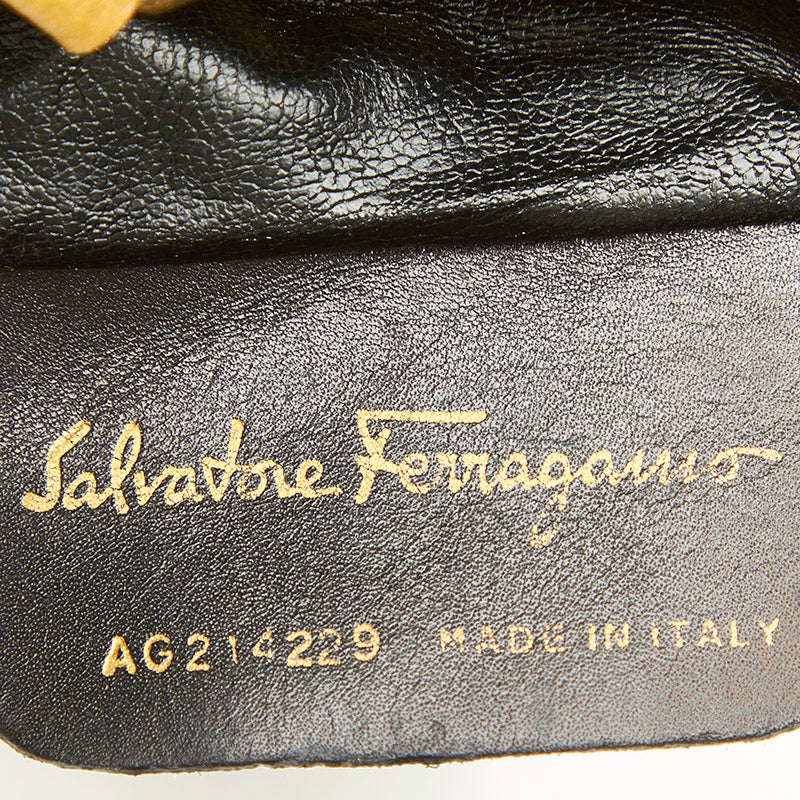 Salvatore Ferragamo
AG214229 MADE IN ITALY